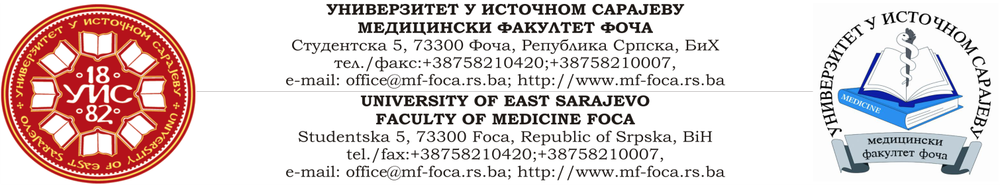 УНИВЕРЗИТЕТ У ИСТОЧНОМ САРАЈЕВУ
UNIVERSITY OF EAST SARAJEVO
18
УИС
82
УНИВЕРЗИТЕТ У ИСТОЧНОМ САРАЈЕВУ
МЕДИЦИНСКИ ФАКУЛТЕТ ФОЧА
Студентска 5, 73300 Фоча, Република Српска, БиХ
тел./факс:+38758210420;+38758210007,
e-mail: office@mf-foca.rs.ba; http://www.mf-foca.rs.ba
UNIVERSITY OF EAST SARAJEVO
FACULTY OF MEDICINE FOCA
Studentska 5, 73300 Foca, Republic of Srpska, BiH
tel./fax:+38758210420;+38758210007,
e-mail: office@mf-foca.rs.ba; http://www.mf-foca.rs.ba
УНИВЕРЗИТЕТ У ИСТОЧНОМ САРАЈЕВУ
MEDICINE
медицински
факултет фоча